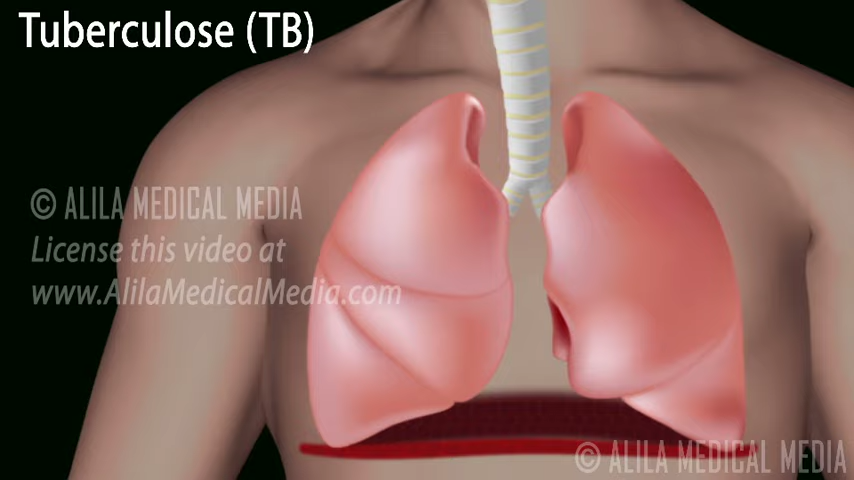 Tuberculose (TB)
© ALILA MEDICAL MEDIA
License this video at
www.AlilaMedicalMedia.com
© ALILA MEDICAL MEDIA